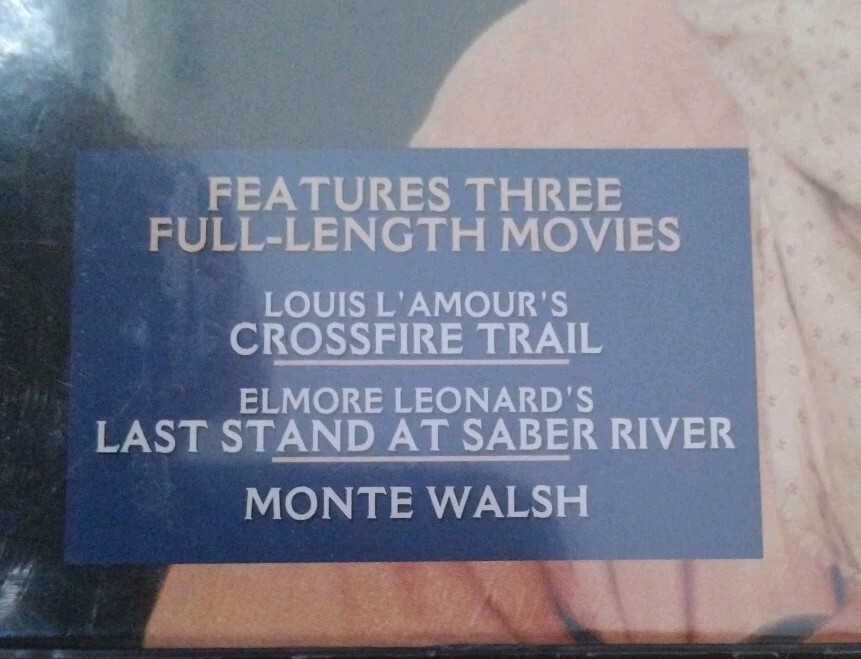 FEATURES THREE
FULL-LENGTH MOVIES
LOUIS L'AMOUR'S
CROSSFIRE TRAIL
ELMORE LEONARD'S
LAST STAND AT SABER RIVER
MONTE WALSH